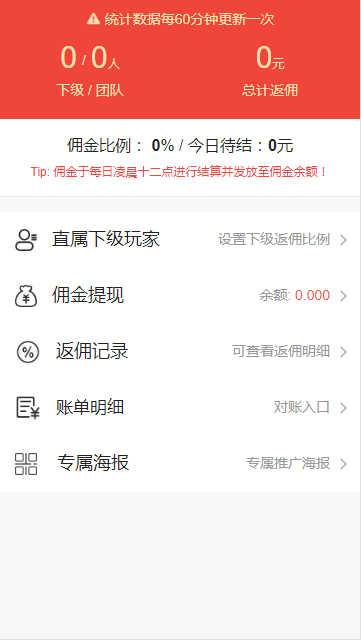 统计数据每60分钟更新一次
0 / 0人 0元
下级 / 团队 总计返佣
佣金比例： 0% / 今日待结：0元
Tip: 佣金于每日凌晨十二点进行结算并发放至佣金余额！
直属下级玩家 设置下级返佣比例
佣金提现 余额: 0.000
返佣记录 可查看返佣明细
账单明细 对账入口
专属海报 专属推广海报